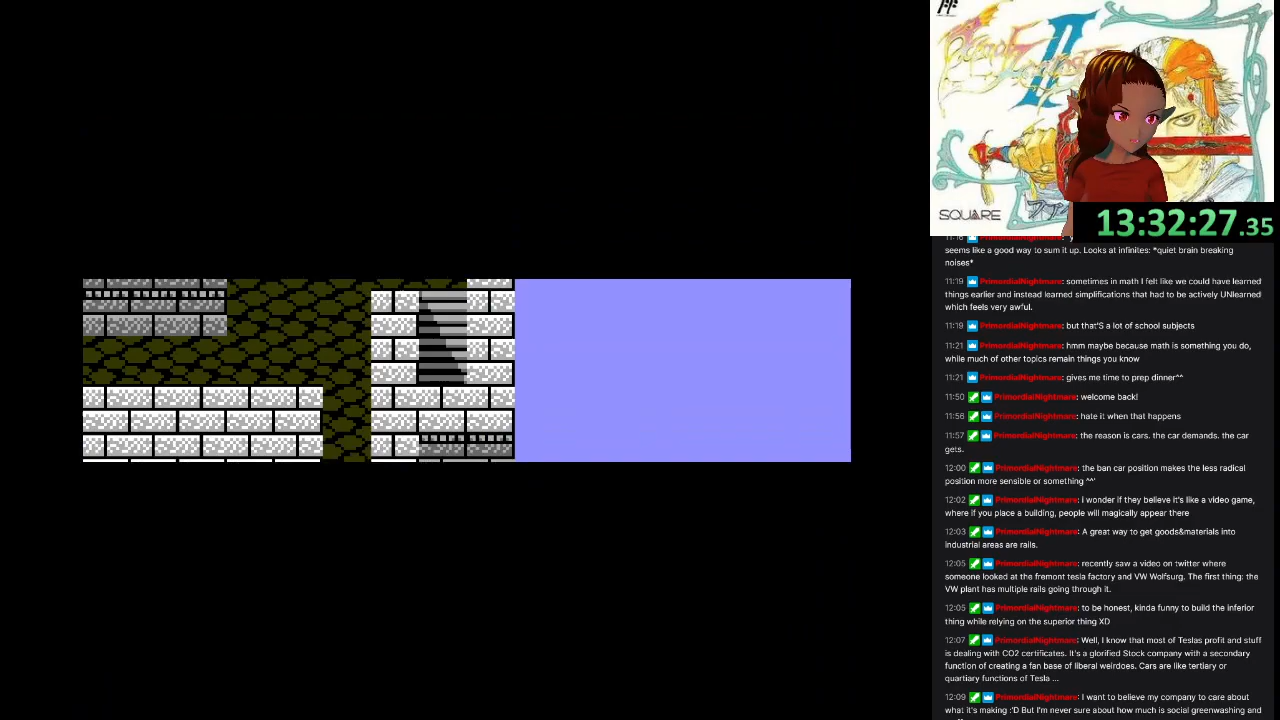 II
SQUARE
13:32:27.35
11:16 PrimordialNightmare: y
seems like a good way to sum it up. Looks at infinites: *quiet brain breaking
noises*
11:19 PrimordialNightmare: sometimes in math I felt like we could have learned
things earlier and instead learned simplifications that had to be actively UNlearned
which feels very awful.
11:19 PrimordialNightmare: but that'S a lot of school subjects
11:21 PrimordialNightmare: hmm maybe because math is something you do,
while much of other topics remain things you know
11:21 PrimordialNightmare: gives me time to prep dinner^^
11:50 PrimordialNightmare: welcome back!
11:56 PrimordialNightmare: hate it when that happens
11:57 PrimordialNightmare: the reason is cars. the car demands. the car
gets.
12:00 PrimordialNightmare: the ban car position makes the less radical
position more sensible or something ^^'
12:02 PrimordialNightmare: i wonder if they believe it's like a video game,
where if you place a building, people will magically appear there
12:03 PrimordialNightmare: A great way to get goods&materials into
industrial areas are rails.
12:05 PrimordialNightmare: recently saw a video on twitter where
someone looked at the fremont tesla factory and VW Wolfsurg. The first thing: the
VW plant has multiple rails going through it.
12:05 PrimordialNightmare: to be honest, kinda funny to build the inferior
thing while relying on the superior thing XD
12:07 PrimordialNightmare: Well, I know that most of Teslas profit and stuff
is dealing with CO2 certificates. It's a glorified Stock company with a secondary
function of creating a fan base of liberal weirdoes. Cars are like tertiary or
quartiary functions of Tesla ...
12:09 PrimordialNightmare: I want to believe my company to care about
what it's making :'D But I'm never sure about how much is social greenwashing and